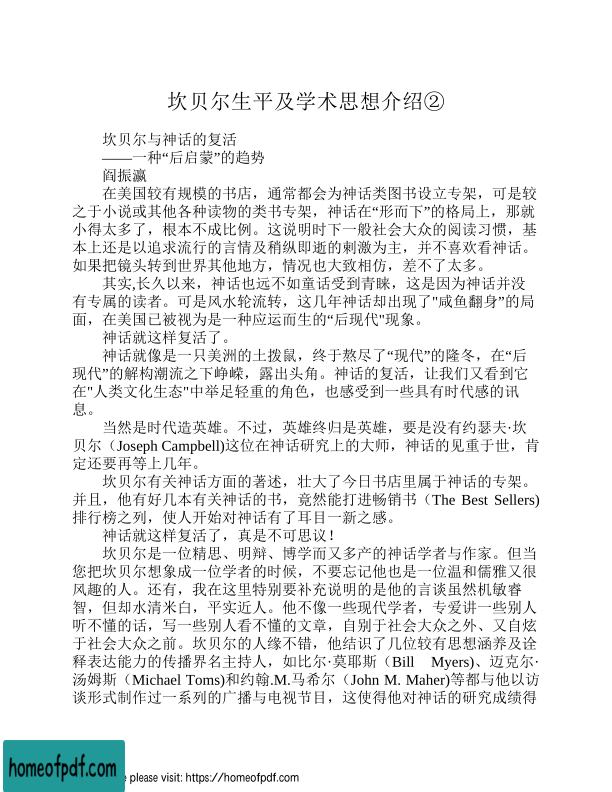 坎贝尔生平及学术思想介绍②
坎贝尔与神话的复活
——一种“后启蒙”的趋势
阎振瀛
在美国较有规模的书店，通常都会为神话类图书设立专架，可是较
之于小说或其他各种读物的类书专架，神话在“形而下”的格局上，那就
小得太多了，根本不成比例。这说明时下一般社会大众的阅读习惯，基
本上还是以追求流行的言情及稍纵即逝的刺激为主，并不喜欢看神话。
如果把镜头转到世界其他地方，情况也大致相仿，差不了太多。
其实,长久以来，神话也远不如童话受到青睐，这是因为神话并没
有专属的读者。可是风水轮流转，这几年神话却出现了"咸鱼翻身”的局
面，在美国已被视为是一种应运而生的“后现代"现象。
神话就这样复活了。
神话就像是一只美洲的土拨鼠，终于熬尽了“现代”的隆冬，在“后
现代”的解构潮流之下峥嵘，露出头角。神话的复活，让我们又看到它
在"人类文化生态"中举足轻重的角色，也感受到一些具有时代感的讯
息。
当然是时代造英雄。不过，英雄终归是英雄，要是没有约瑟夫·坎
贝尔（Joseph Campbell)这位在神话研究上的大师，神话的见重于世，肯
定还要再等上几年。
坎贝尔有关神话方面的著述，壮大了今日书店里属于神话的专架。
并且，他有好几本有关神话的书，竟然能打进畅销书（The Best Sellers)
排行榜之列，使人开始对神话有了耳目一新之感。
神话就这样复活了，真是不可思议！
坎贝尔是一位精思、明辩、博学而又多产的神话学者与作家。但当
您把坎贝尔想象成一位学者的时候，不要忘记他也是一位温和儒雅又很
风趣的人。还有，我在这里特别要补充说明的是他的言谈虽然机敏睿
智，但却水清米白，平实近人。他不像一些现代学者，专爱讲一些别人
听不懂的话，写一些别人看不懂的文章，自别于社会大众之外、又自炫
于社会大众之前。坎贝尔的人缘不错，他结识了几位较有思想涵养及诠
释表达能力的传播界名主持人，如比尔·莫耶斯（Bill Myers)、迈克尔·
汤姆斯（Michael Toms)和约翰.M.马希尔（John M. Maher)等都与他以访
谈形式制作过一系列的广播与电视节目，这使得他对神话的研究成绩得
homeofpdf.com
e please visit: https://homeofpdf.com